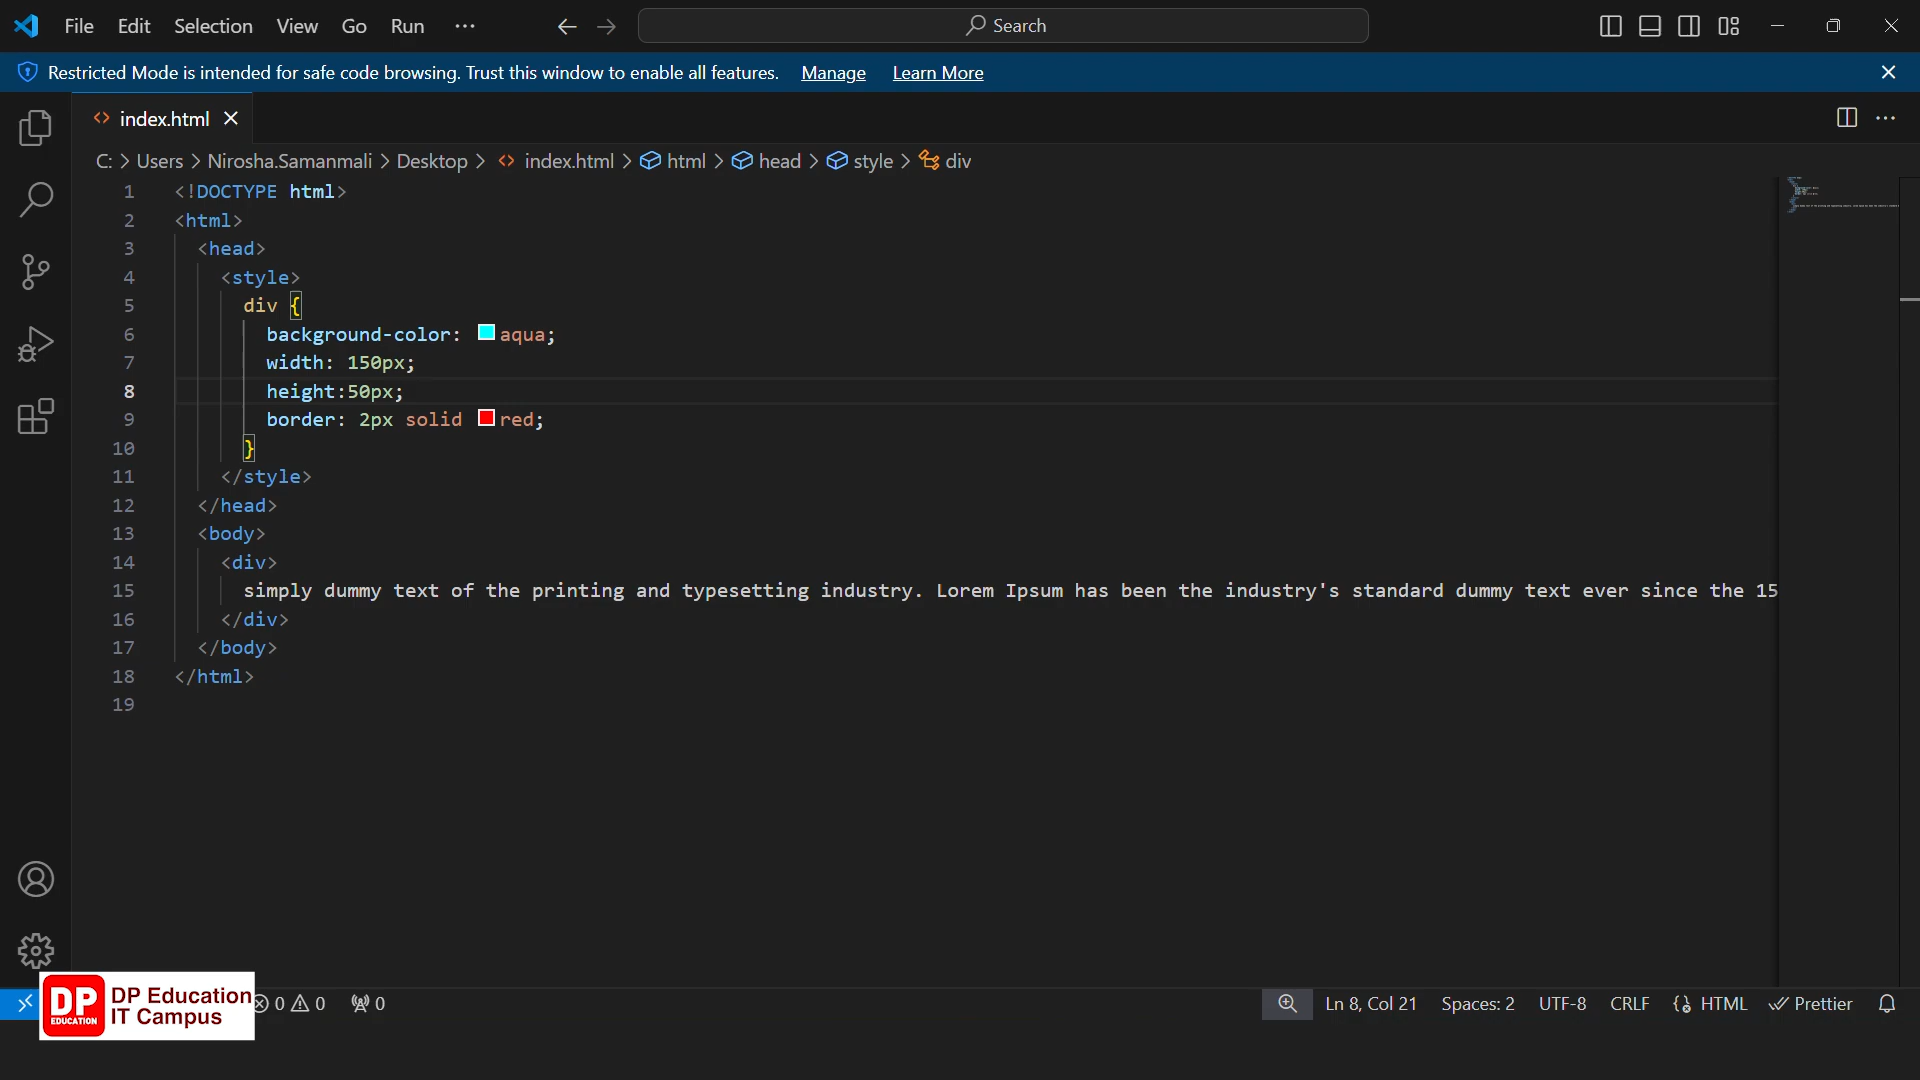 File Edit Selection View Go Run ··· Search
Restricted Mode is intended for safe code browsing. Trust this window to enable all features. Manage Learn More
index.html
C: > Users > Nirosha.Samanmali > Desktop > index.html > html > head > style > div
1 <!DOCTYPE html>
2 <html>
3 <head>
4 <style>
5 div {
6 background-color: aqua;
7 width: 150px;
8 height:50px;
9 border: 2px solid red;
10 }
11 </style>
12 </head>
13 <body>
14 <div>
15 simply dummy text of the printing and typesetting industry. Lorem Ipsum has been the industry's standard dummy text ever since the 15
16 </div>
17 </body>
18 </html>
19
DP EDUCATION
DP Education
IT Campus
0 0 0 Ln 8, Col 21 Spaces: 2 UTF-8 CRLF HTML Prettier